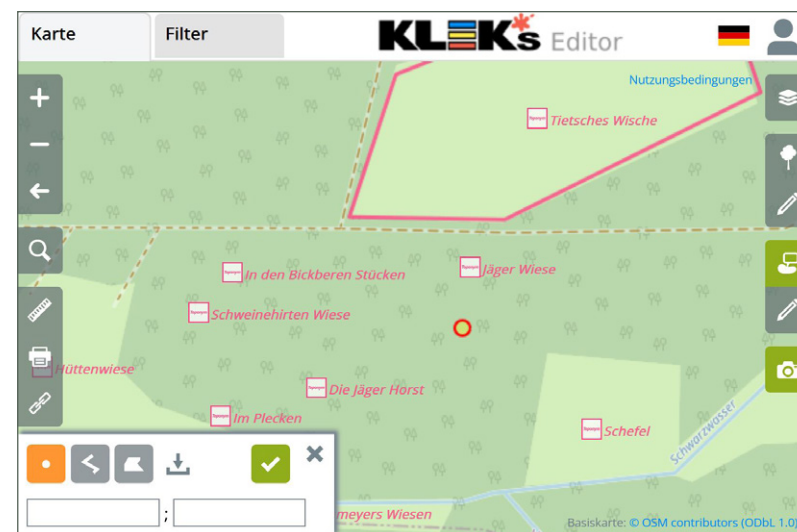 Karte
Filter
KLEKs Editor
Nutzungsbedingungen
Tietsches Wische
In den Bickberen Stücken
Jäger Wiese
Schweinehirten Wiese
Hüttenwiese
Die Jäger Horst
Im Plecken
Schefel
Schwarzwasser
;
meyers Wiesen
Basiskarte: © OSM contributors (ODbL 1.0)